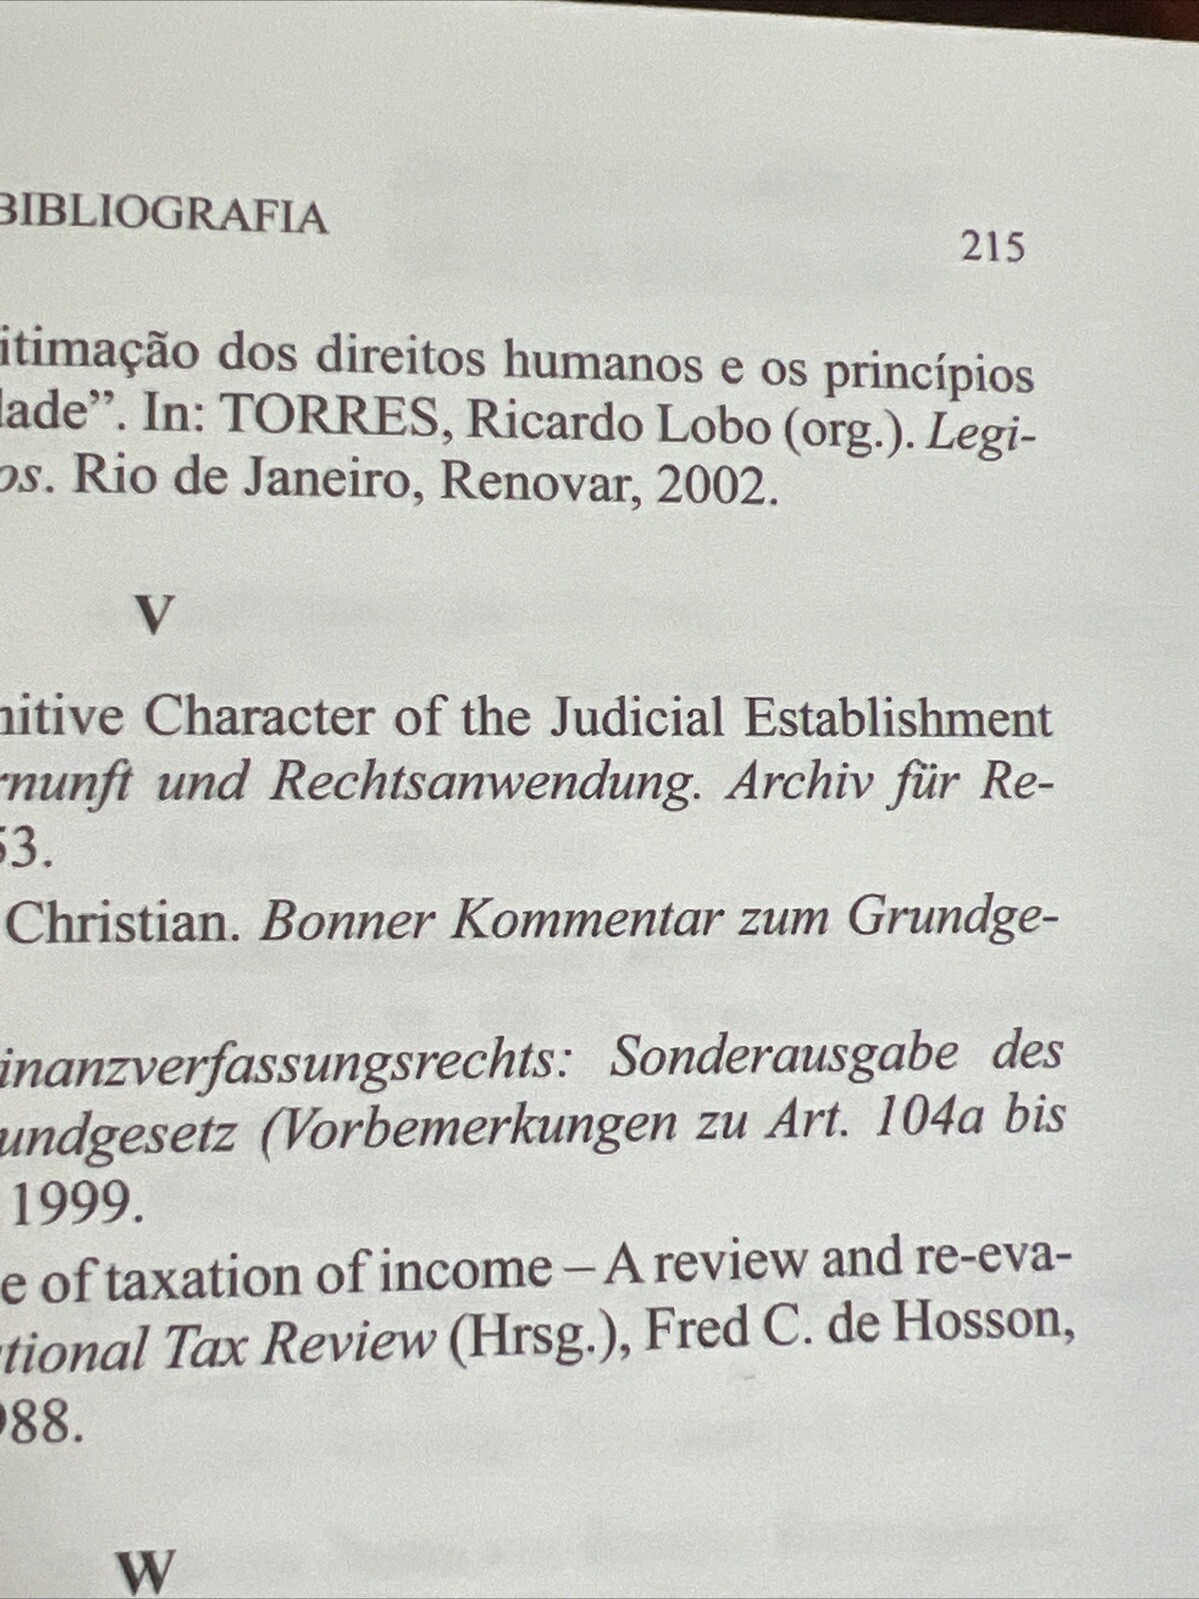 BIBLIOGRAFIA
215
itimação dos direitos humanos e os princípios
dade”. In: TORRES, Ricardo Lobo (org.). Legi-
os. Rio de Janeiro, Renovar, 2002.
V
nitive Character of the Judicial Establishment
rnunft und Rechtsanwendung. Archiv für Re-
53.
Christian. Bonner Kommentar zum Grundge-
inanzverfassungsrechts: Sonderausgabe des
undgesetz (Vorbemerkungen zu Art. 104a bis
1999.
e of taxation of income – A review and re-eva-
tional Tax Review (Hrsg.), Fred C. de Hosson,
988.
W